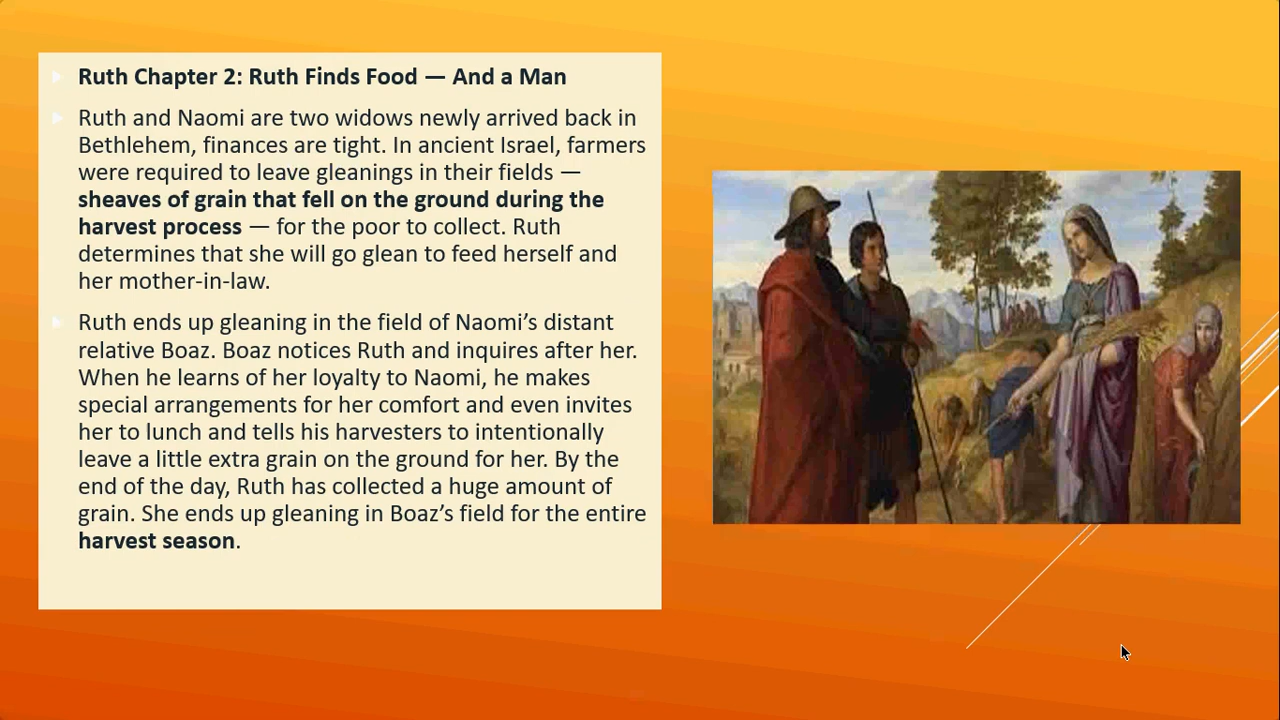 Ruth Chapter 2: Ruth Finds Food — And a Man
Ruth and Naomi are two widows newly arrived back in
Bethlehem, finances are tight. In ancient Israel, farmers
were required to leave gleanings in their fields —
sheaves of grain that fell on the ground during the
harvest process — for the poor to collect. Ruth
determines that she will go glean to feed herself and
her mother-in-law.
Ruth ends up gleaning in the field of Naomi’s distant
relative Boaz. Boaz notices Ruth and inquires after her.
When he learns of her loyalty to Naomi, he makes
special arrangements for her comfort and even invites
her to lunch and tells his harvesters to intentionally
leave a little extra grain on the ground for her. By the
end of the day, Ruth has collected a huge amount of
grain. She ends up gleaning in Boaz’s field for the entire
harvest season.